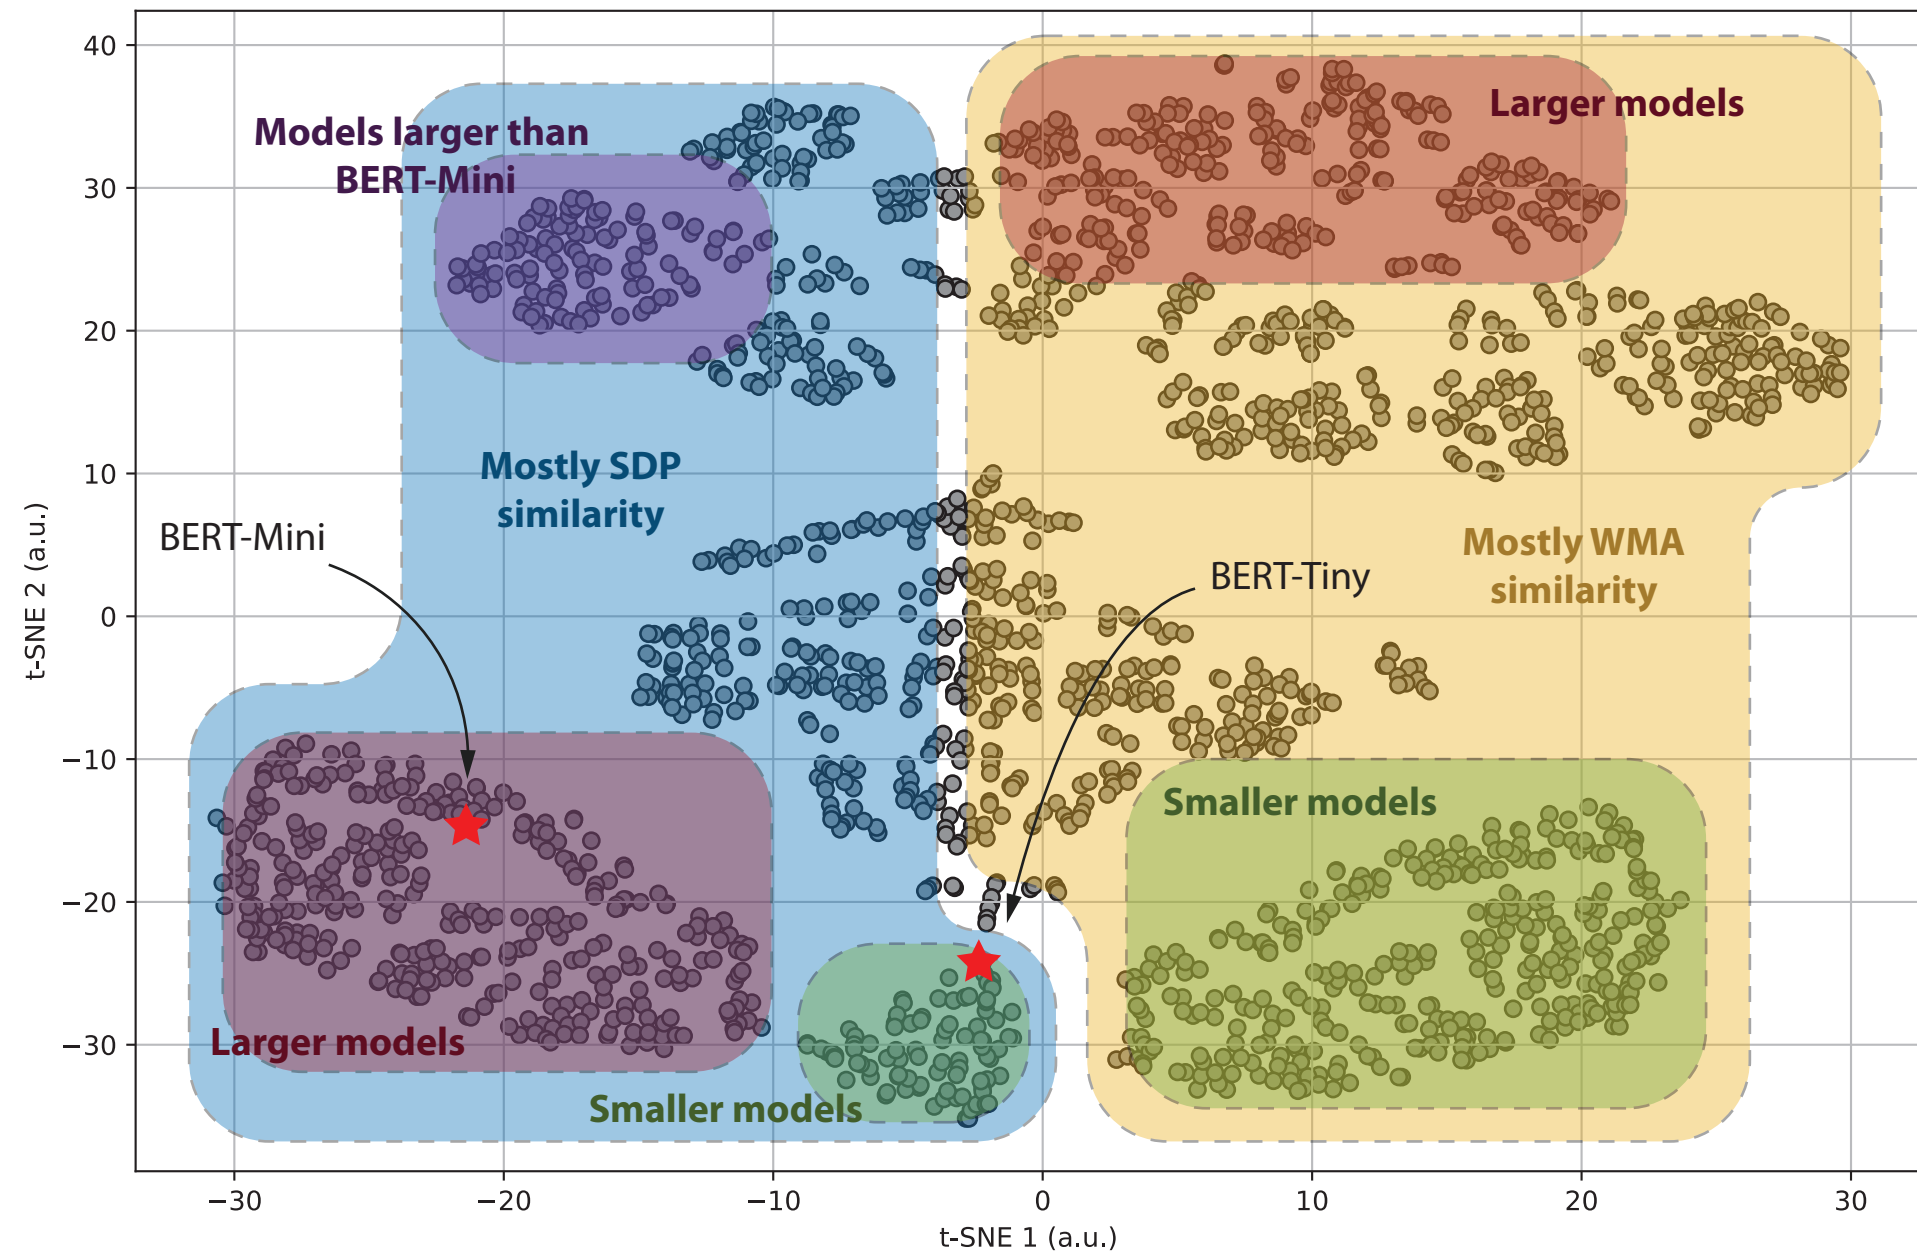 40
30
20
10
0
−10
−20
−30
t-SNE 2 (a.u.)
Models larger than
BERT-Mini
Larger models
Mostly SDP
similarity
BERT-Mini
Mostly WMA
similarity
BERT-Tiny
Smaller models
Larger models
Smaller models
−30
−20
−10
0
10
20
30
t-SNE 1 (a.u.)